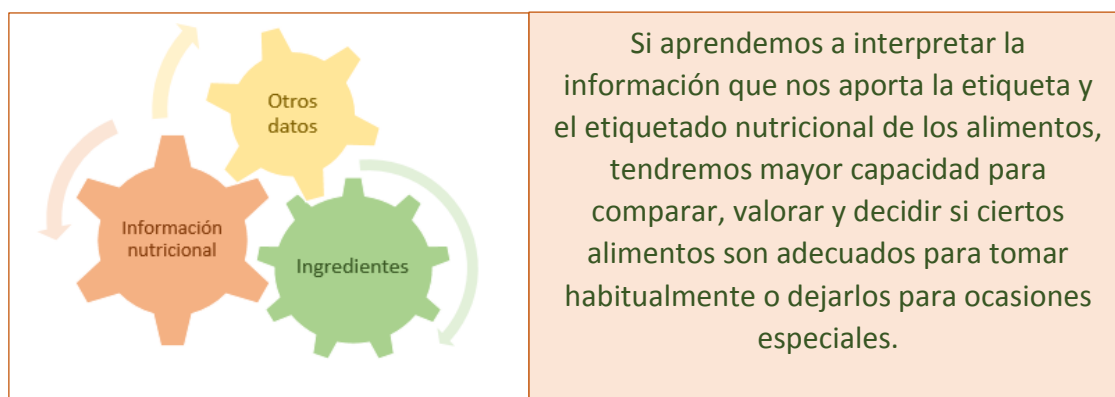 Otros
datos
Información
nutricional
Ingredientes
Si aprendemos a interpretar la
información que nos aporta la etiqueta y
el etiquetado nutricional de los alimentos,
tendremos mayor capacidad para
comparar, valorar y decidir si ciertos
alimentos son adecuados para tomar
habitualmente o dejarlos para ocasiones
especiales.